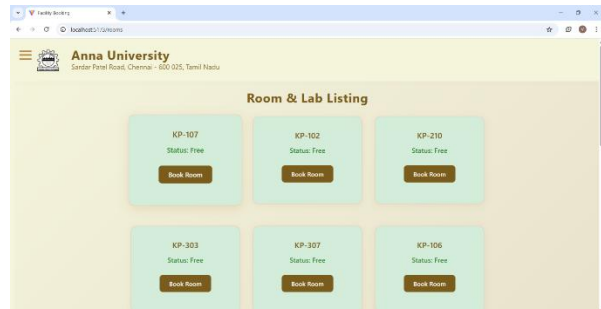 Facility Booking
localhost:5173/rooms
Anna University
Sardar Patel Road, Chennai - 600 025, Tamil Nadu
Room & Lab Listing
KP-107 KP-102 KP-210
Status: Free Status: Free Status: Free
Book Room Book Room Book Room
KP-303 KP-307 KP-106
Status: Free Status: Free Status: Free
Book Room Book Room Book Room